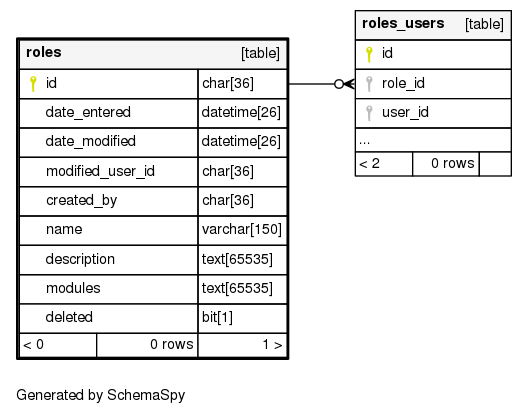 roles [table]
id char[36]
date_entered datetime[26]
date_modified datetime[26]
modified_user_id char[36]
created_by char[36]
name varchar[150]
description text[65535]
modules text[65535]
deleted bit[1]
< 0 0 rows 1 >
roles_users [table]
id
role_id
user_id
...
< 2 0 rows
Generated by SchemaSpy